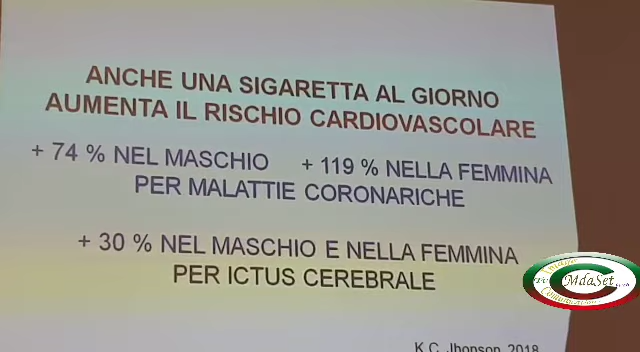 ANCHE UNA SIGARETTA AL GIORNO
AUMENTA IL RISCHIO CARDIOVASCOLARE
+ 74 % NEL MASCHIO + 119 % NELLA FEMMINA
PER MALATTIE CORONARICHE
+ 30 % NEL MASCHIO E NELLA FEMMINA
PER ICTUS CEREBRALE
MdaSet
K.C. Jhonson, 2018